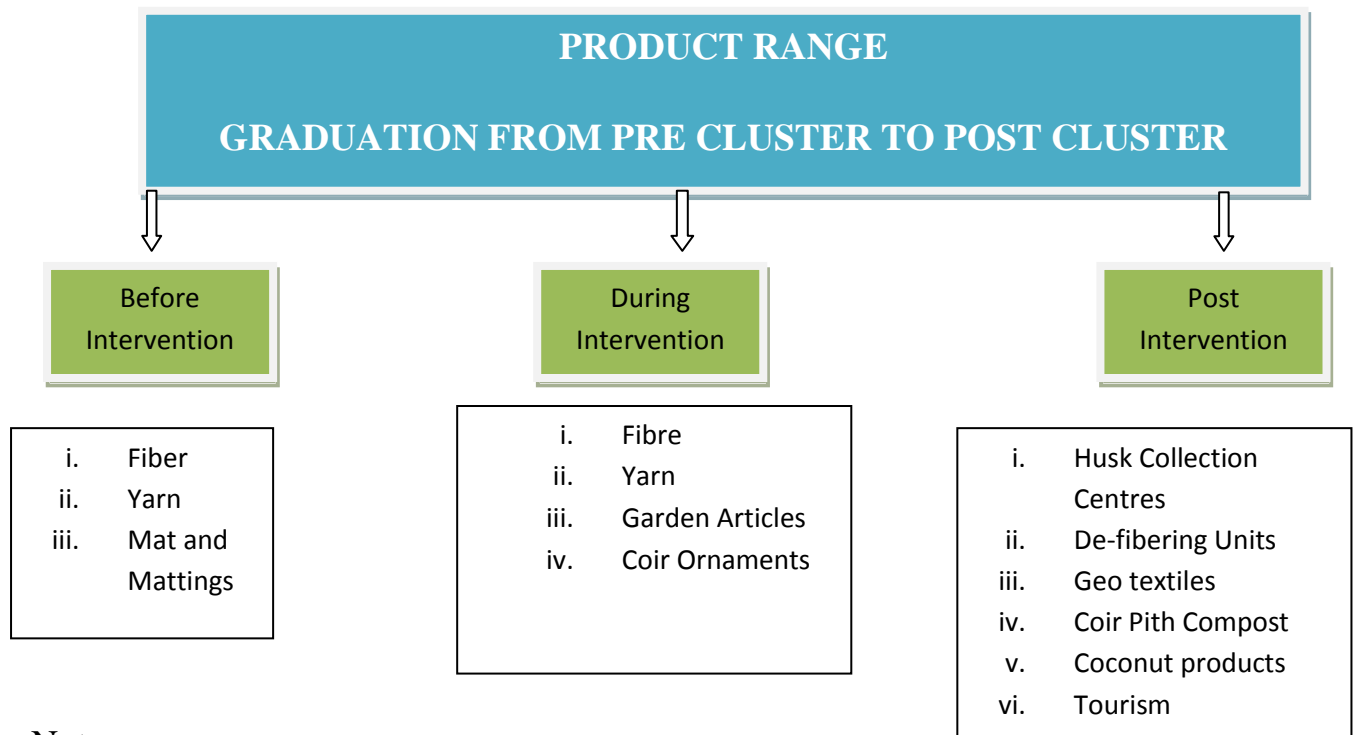 PRODUCT RANGE
GRADUATION FROM PRE CLUSTER TO POST CLUSTER
Before
Intervention
i. Fiber
ii. Yarn
iii. Mat and
Mattings
During
Intervention
i. Fibre
ii. Yarn
iii. Garden Articles
iv. Coir Ornaments
Post
Intervention
i. Husk Collection
Centres
ii. De-fibering Units
iii. Geo textiles
iv. Coir Pith Compost
v. Coconut products
vi. Tourism